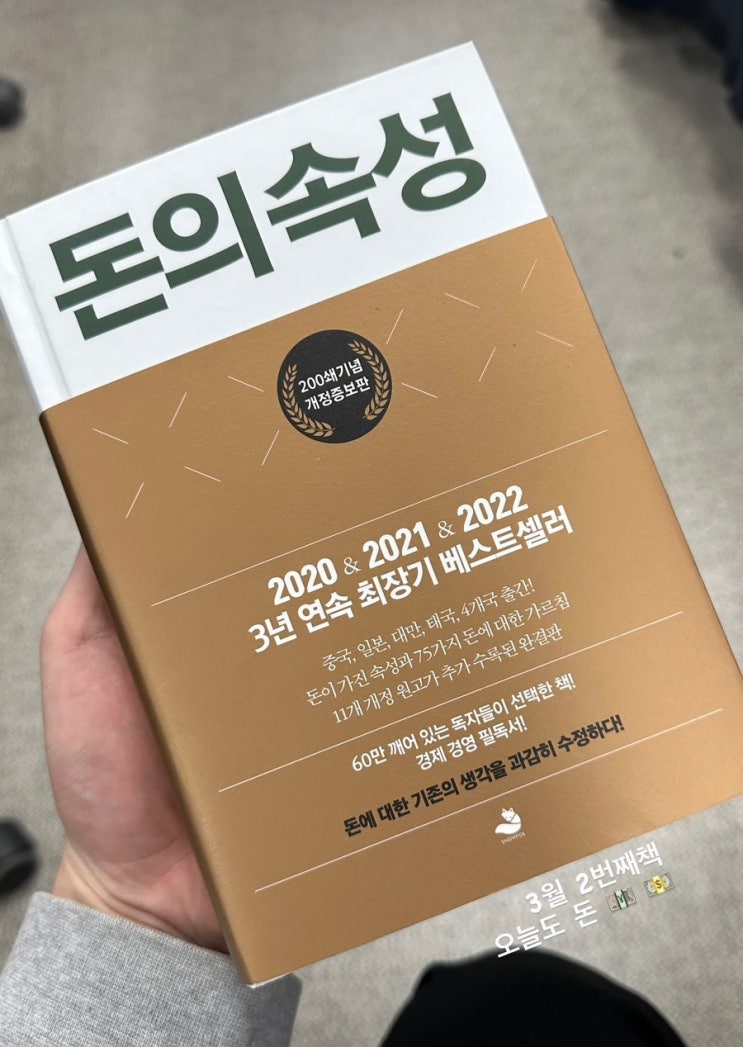 돈의 속성
200쇄기념
개정증보판
2020 & 2021 & 2022
3년 연속 최장기 베스트셀러
중국, 일본, 대만, 태국, 4개국 출간!
돈이 가진 속성과 75가지 돈에 대한 가르침
11개 개정 원고가 추가 수록된 완결판
60만 깨어 있는 독자들이 선택한 책!
경제 경영 필독서!
돈에 대한 기존의 생각을 과감히 수정하다!
SNOWFOX
3월 2번째책
오늘도 돈 💵 💴